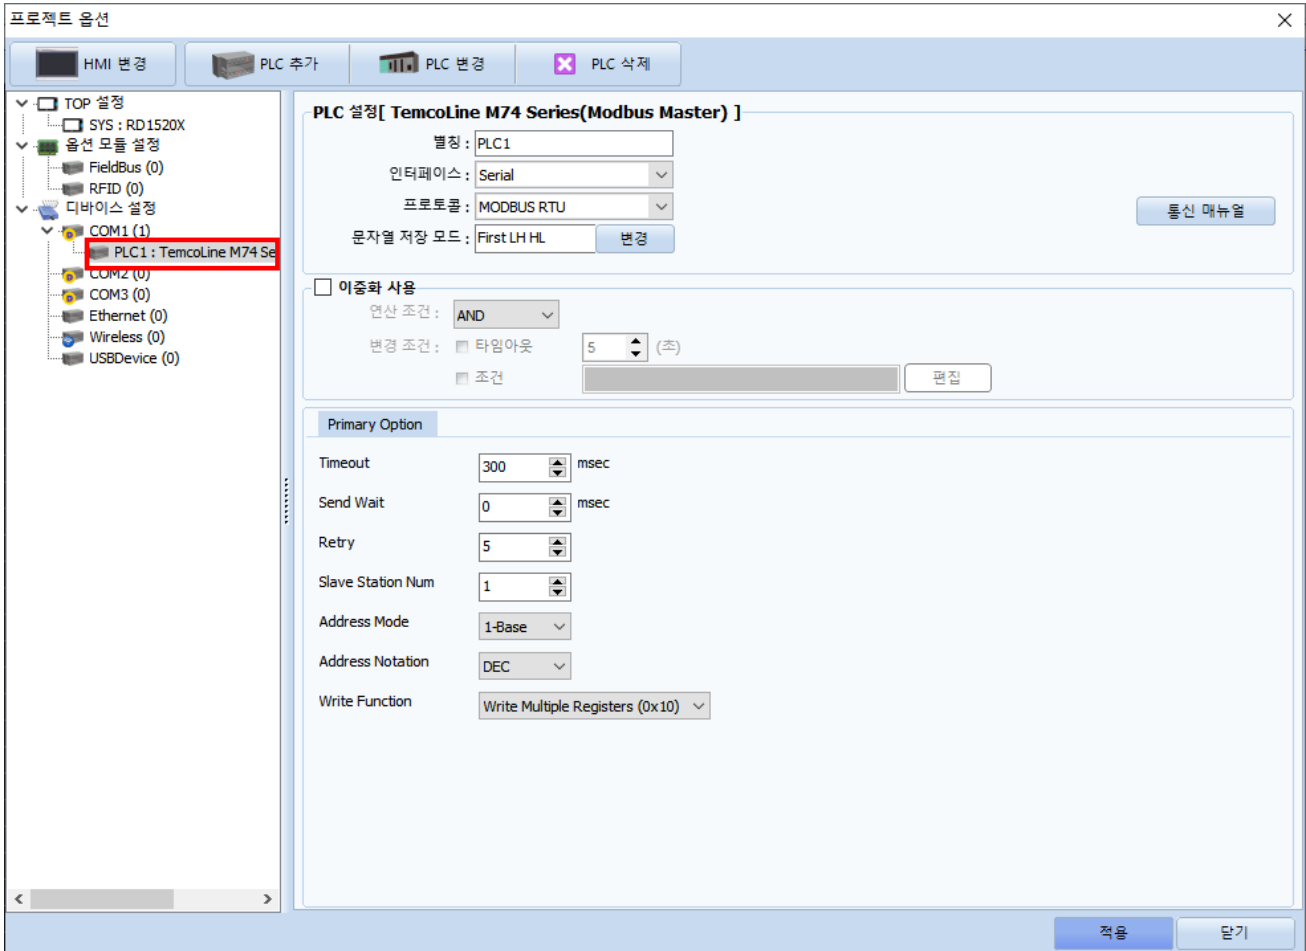 프로젝트 옵션
HMI 변경 PLC 추가 PLC 변경 PLC 삭제
TOP 설정
SYS : RD1520X
옵션 모듈 설정
FieldBus (0)
RFID (0)
디바이스 설정
COM1 (1)
PLC1 : TemcoLine M74 Se
COM2 (0)
COM3 (0)
Ethernet (0)
Wireless (0)
USBDevice (0)
PLC 설정[ TemcoLine M74 Series(Modbus Master) ]
별칭 : PLC1
인터페이스 : Serial
프로토콜 : MODBUS RTU
통신 매뉴얼
문자열 저장 모드 : First LH HL 변경
이중화 사용
연산 조건 : AND
변경 조건 : 타임아웃 5 (초)
조건 편집
Primary Option
Timeout 300 msec
Send Wait 0 msec
Retry 5
Slave Station Num 1
Address Mode 1-Base
Address Notation DEC
Write Function Write Multiple Registers (0x10)
적용 닫기